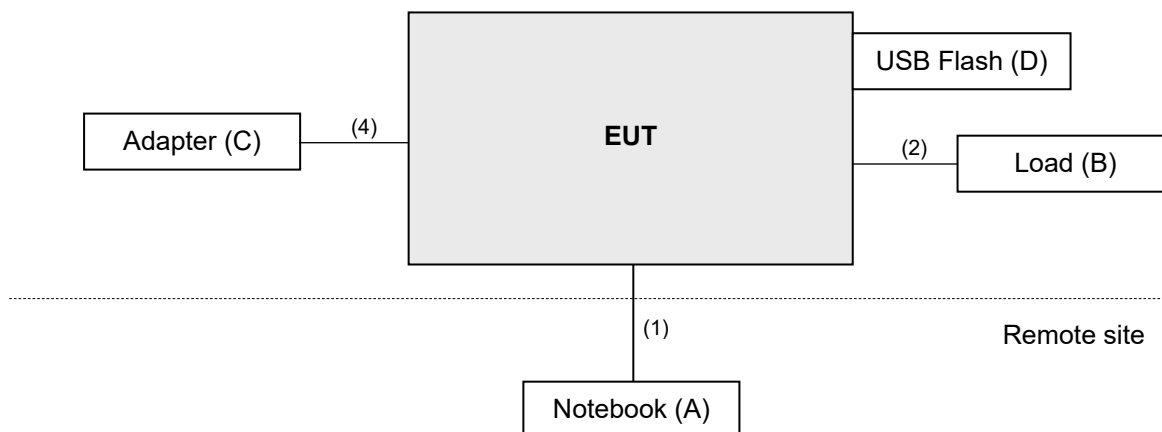 USB Flash (D)
Adapter (C)
(4)
EUT
(2)
Load (B)
(1)
Remote site
Notebook (A)